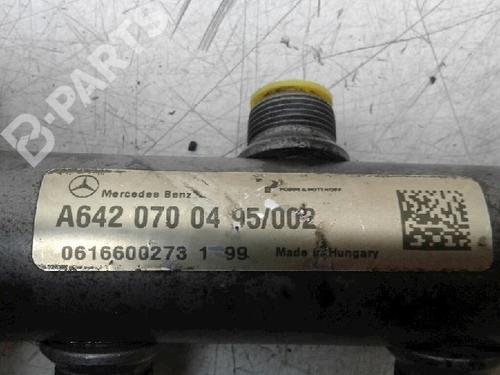 B-PARTS
Mercedes Benz
A642 070 04 95/002
0616600273 1 99
Made in Hungary